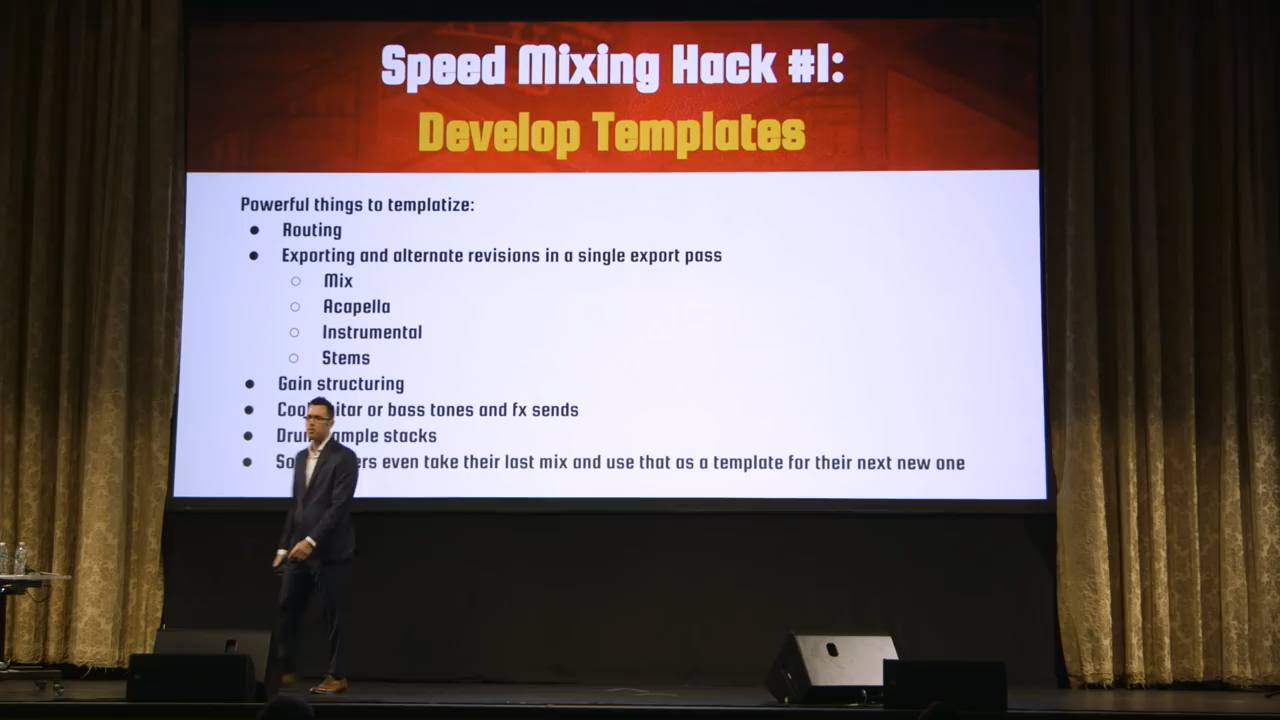 Speed Mixing Hack #1:
Develop Templates
Powerful things to templatize:
● Routing
● Exporting and alternate revisions in a single export pass
○ Mix
○ Acapella
○ Instrumental
○ Stems
● Gain structuring
● or bass tones and fx sends
● stacks
● even take their last mix and use that as a template for their next new one